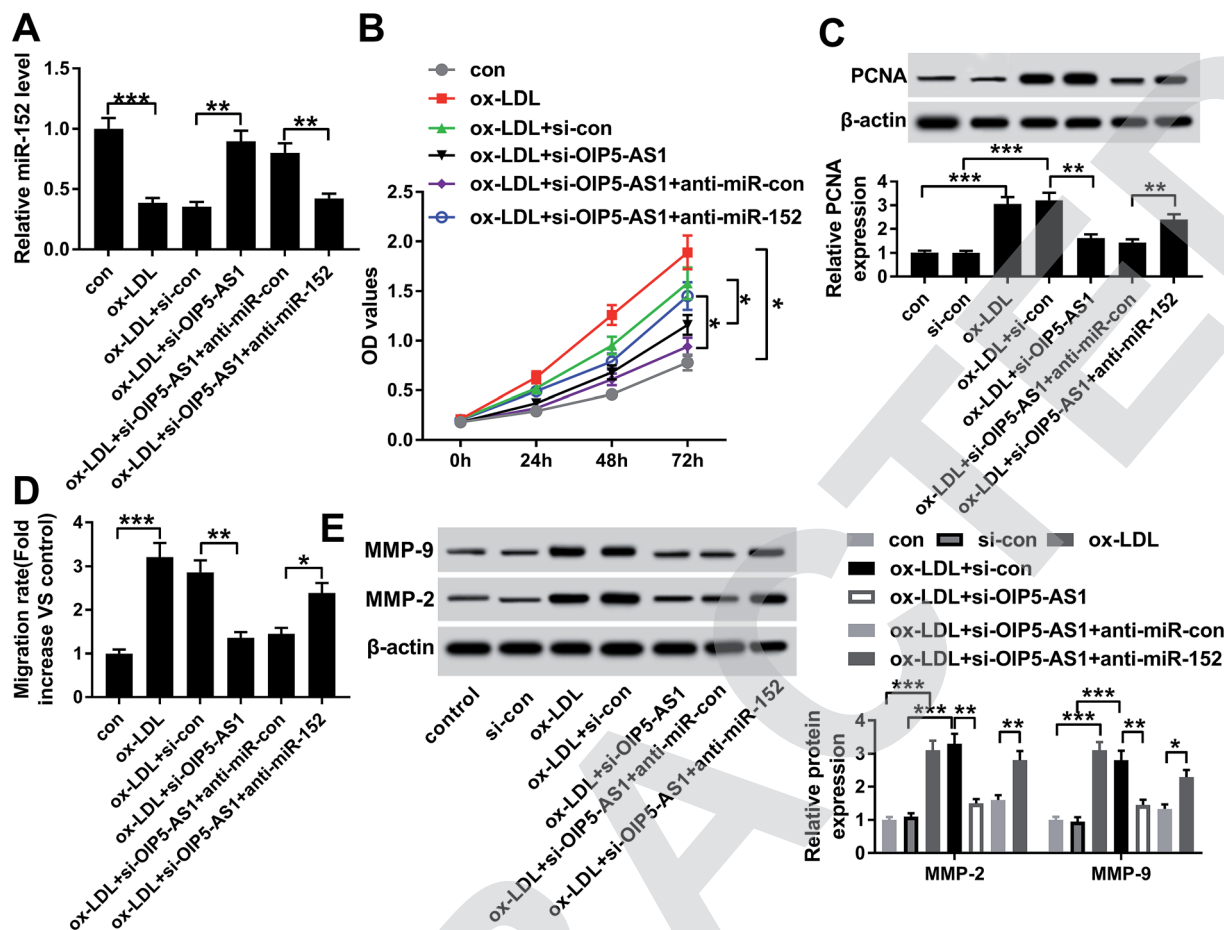 A
Relative miR-152 level
1.5
1.0
0.5
0.0
***
**
**
con
ox-LDL
ox-LDL+si-con
ox-LDL+si-OIP5-AS1
ox-LDL+si-OIP5-AS1+anti-miR-con
ox-LDL+si-OIP5-AS1+anti-miR-152
B
con
ox-LDL
ox-LDL+si-con
ox-LDL+si-OIP5-AS1
ox-LDL+si-OIP5-AS1+anti-miR-con
ox-LDL+si-OIP5-AS1+anti-miR-152
OD values
2.5
2.0
1.5
1.0
0.5
0.0
0h
24h
48h
72h
*
*
*
C
PCNA
β-actin
Relative PCNA
expression
4
3
2
1
0
***
***
**
**
con
si-con
ox-LDL
ox-LDL+si-con
ox-LDL+si-OIP5-AS1
ox-LDL+si-OIP5-AS1+anti-miR-con
ox-LDL+si-OIP5-AS1+anti-miR-152
D
Migration rate(Fold
increase VS control)
4
3
2
1
0
***
**
*
con
ox-LDL
ox-LDL+si-con
ox-LDL+si-OIP5-AS1
ox-LDL+si-OIP5-AS1+anti-miR-con
ox-LDL+si-OIP5-AS1+anti-miR-152
E
MMP-9
MMP-2
β-actin
control
si-con
ox-LDL
ox-LDL+si-con
ox-LDL+si-OIP5-AS1
ox-LDL+si-OIP5-AS1+anti-miR-con
ox-LDL+si-OIP5-AS1+anti-miR-152
con
si-con
ox-LDL
ox-LDL+si-con
ox-LDL+si-OIP5-AS1
ox-LDL+si-OIP5-AS1+anti-miR-con
ox-LDL+si-OIP5-AS1+anti-miR-152
Relative protein
expression
4
3
2
1
0
***
***
**
**
***
***
**
*
MMP-2
MMP-9